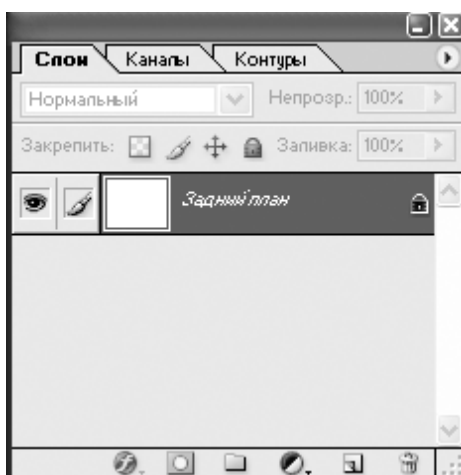 Слои Каналы Контуры
Нормальный Непрозр.: 100%
Закрепить: Заливка: 100%
Задний план